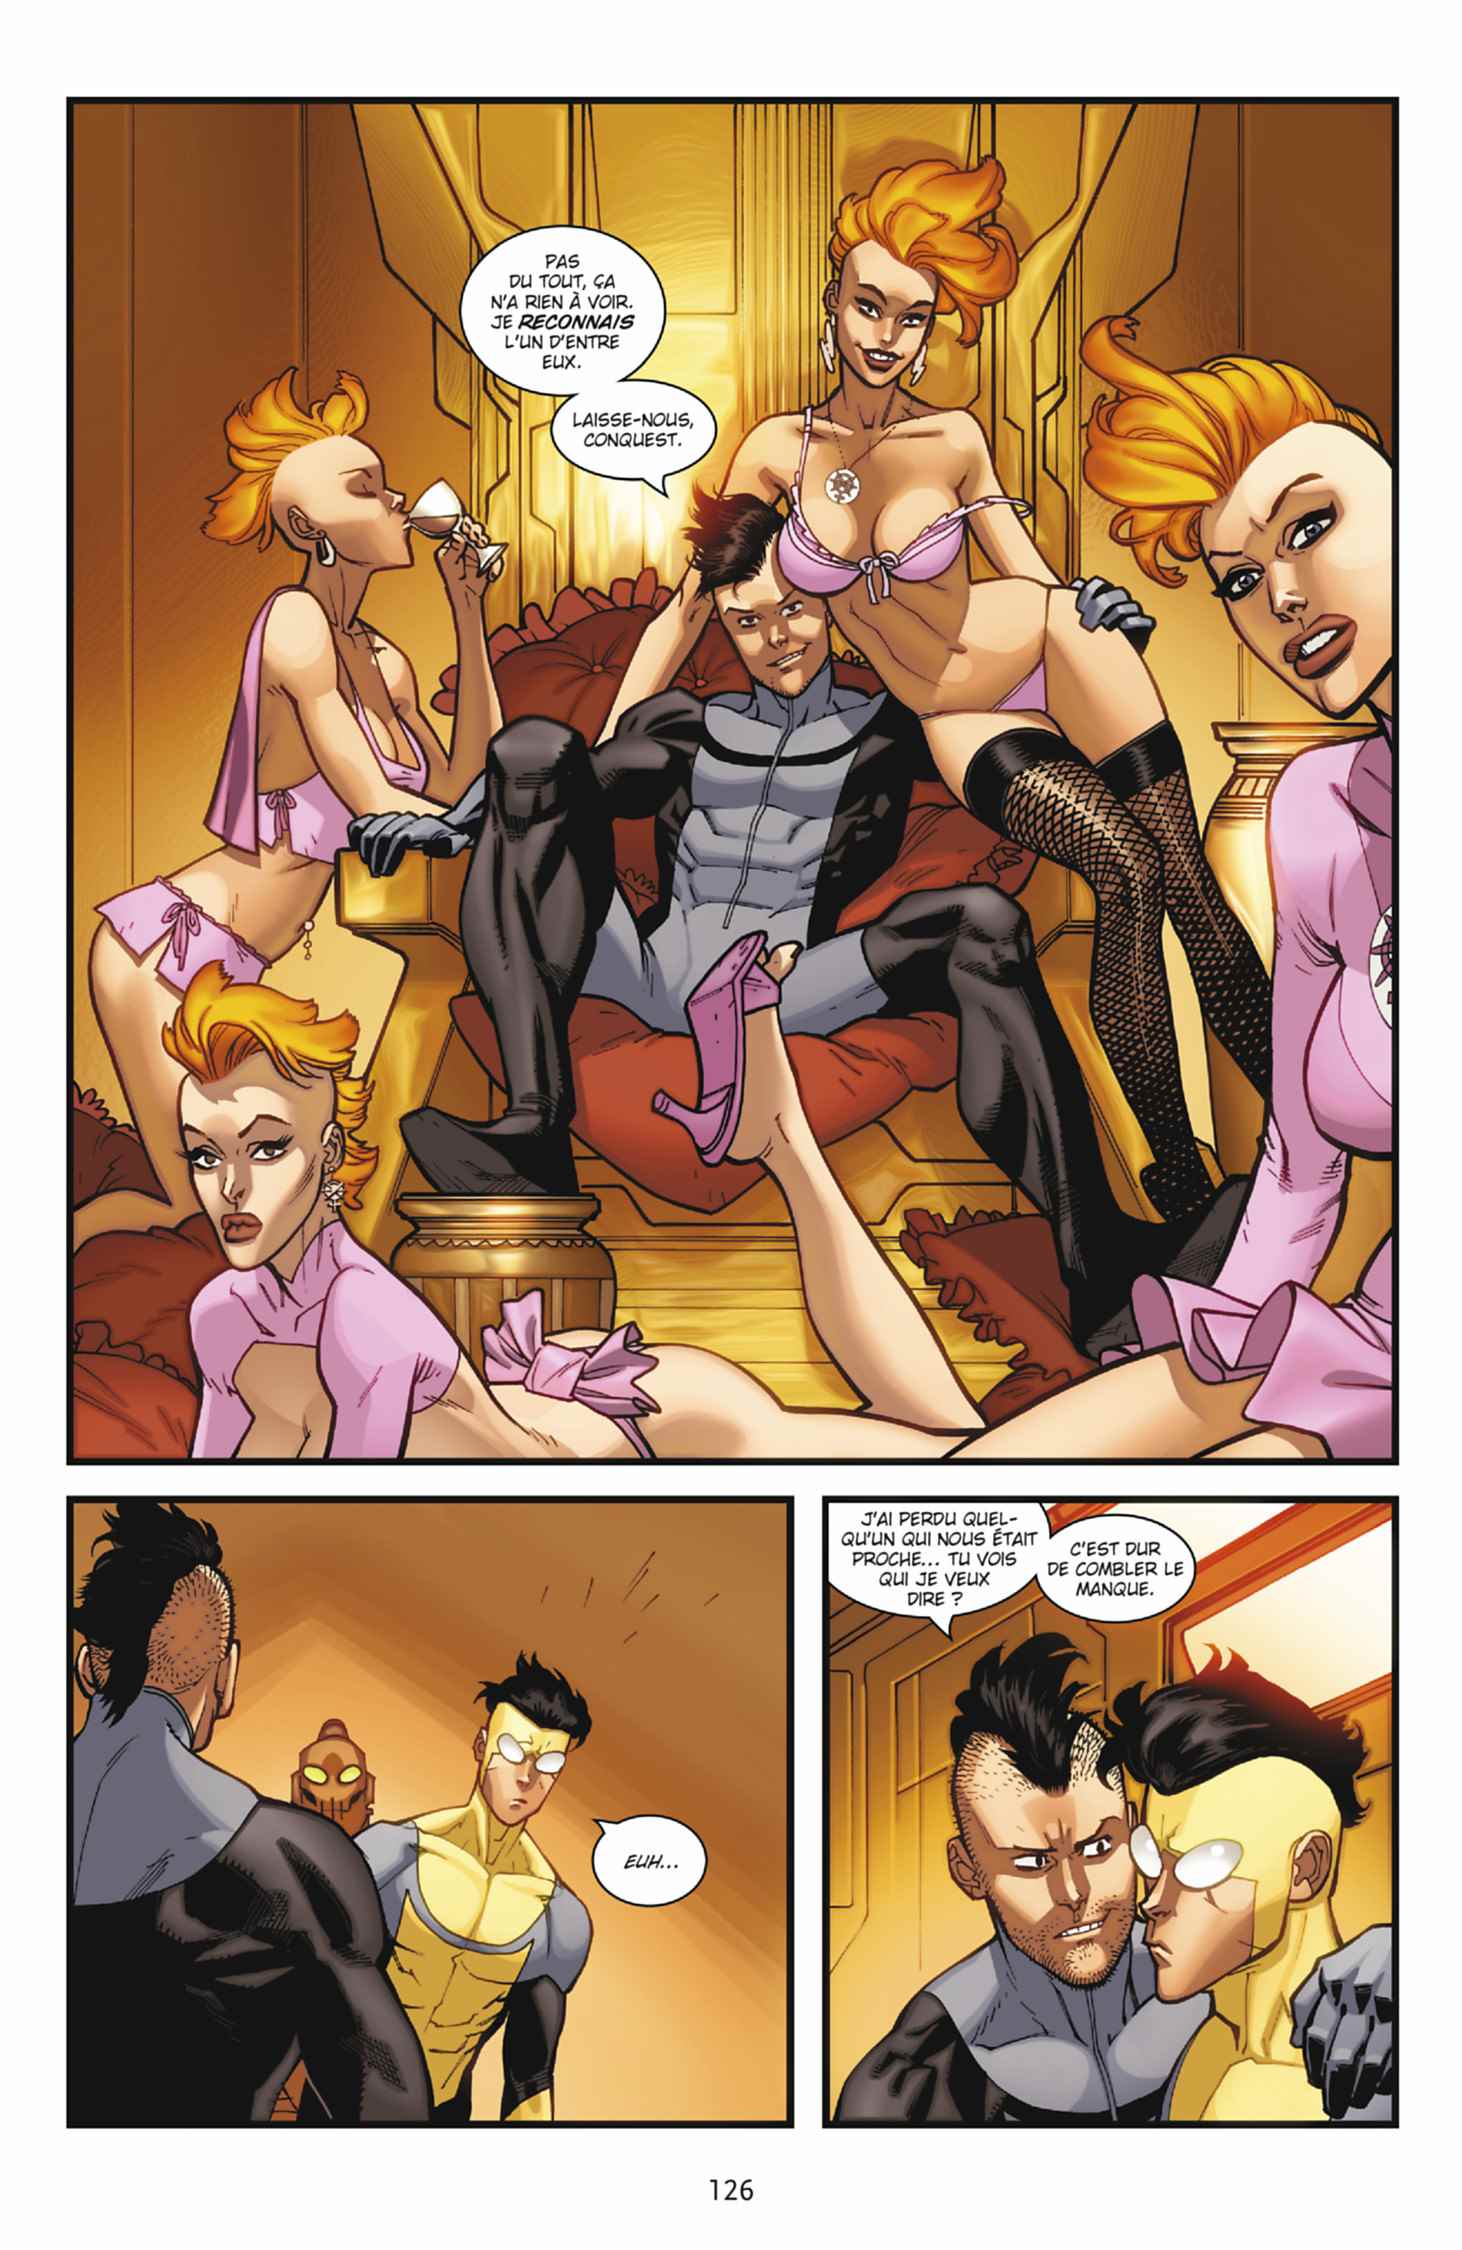 PAS
DU TOUT, ÇA
N'A RIEN À VOIR.
JE RECONNAIS
L'UN D'ENTRE
EUX.
LAISSE-NOUS,
CONQUEST.
EUH...
J'AI PERDU QUEL-
QU'UN QUI NOUS ÉTAIT
PROCHE... TU VOIS
QUI JE VEUX
DIRE ?
C'EST DUR
DE COMBLER LE
MANQUE.
126